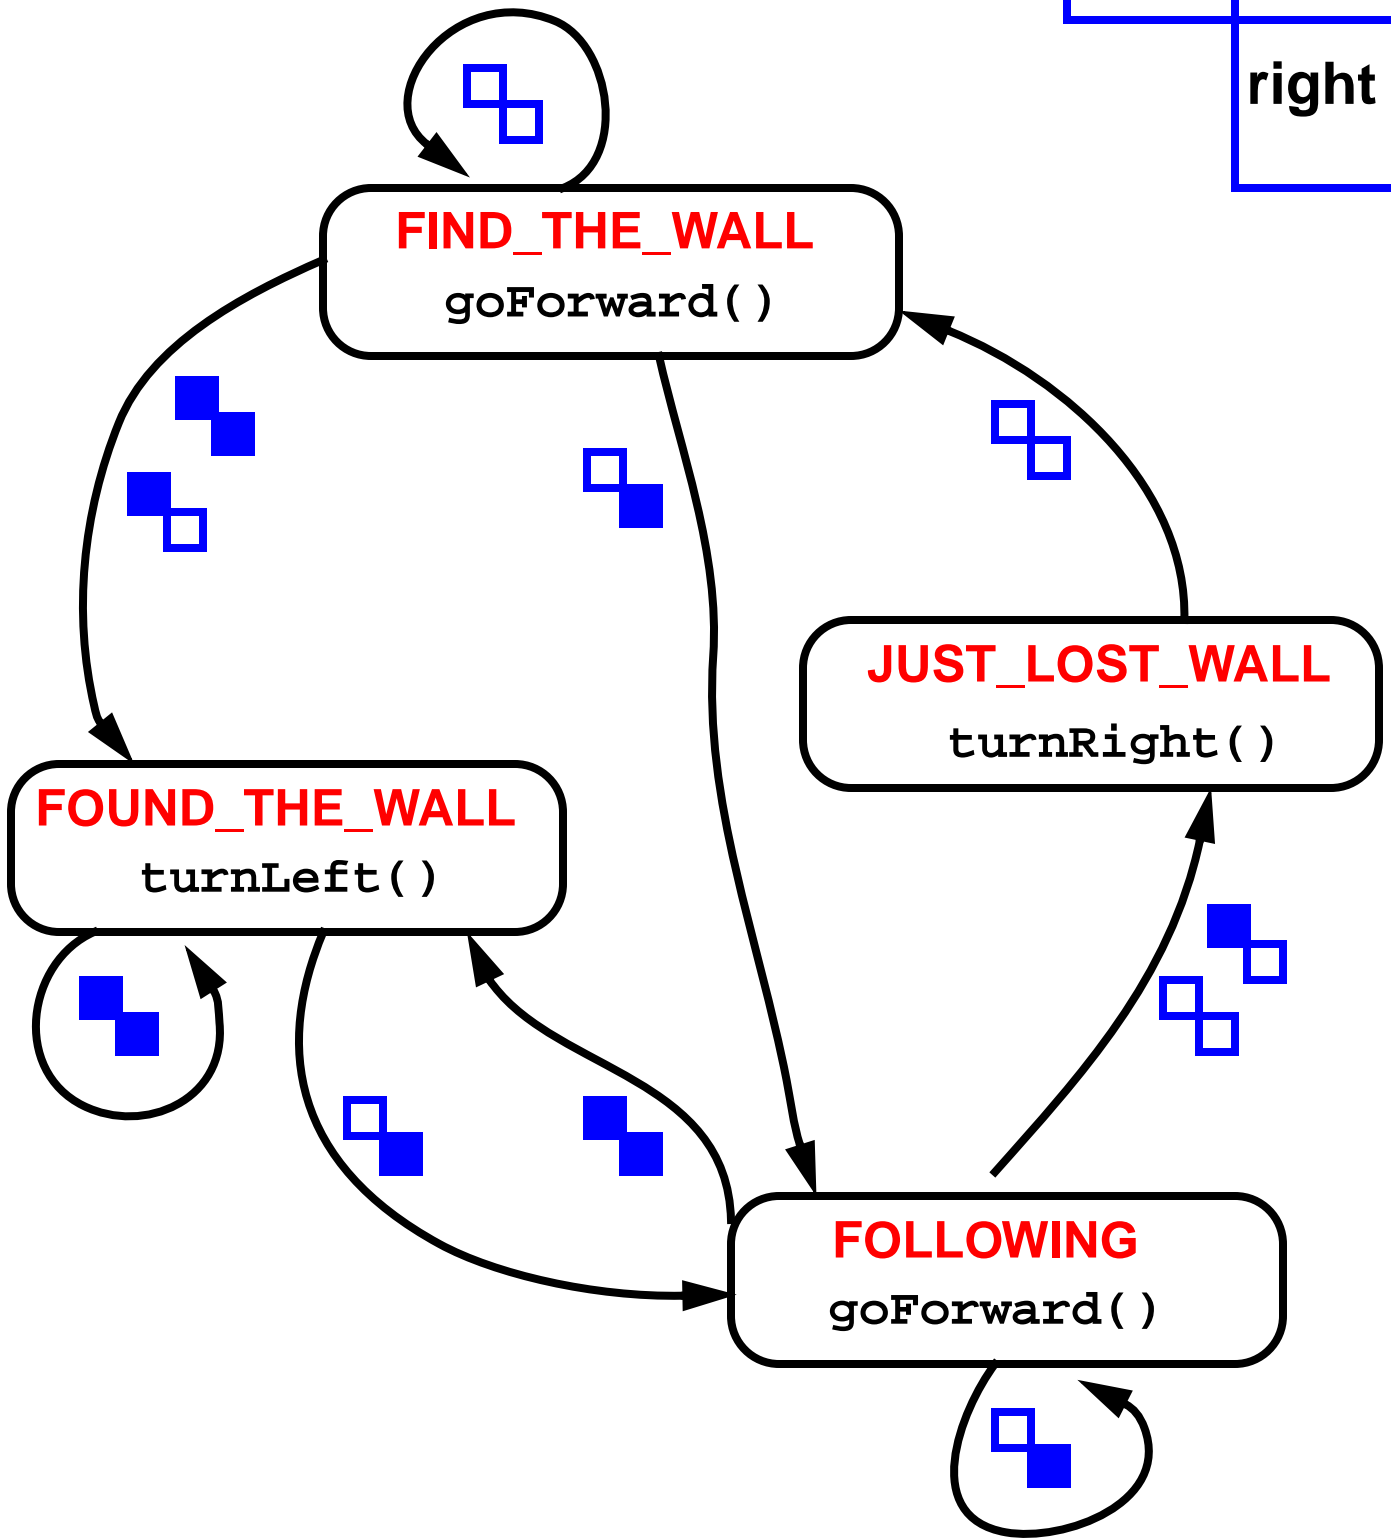 right
FIND_THE_WALL
goForward()
JUST_LOST_WALL
turnRight()
FOUND_THE_WALL
turnLeft()
FOLLOWING
goForward()